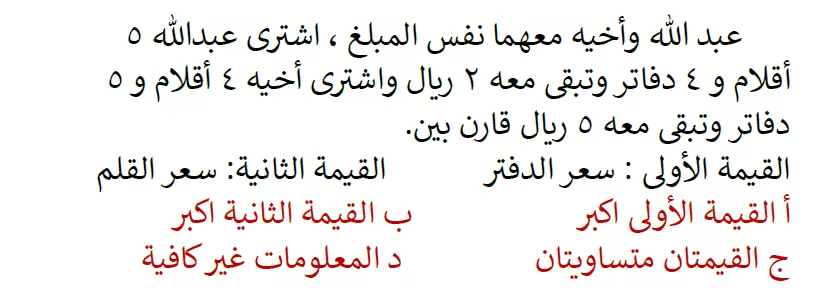 عبد الله وأخيه معهما نفس المبلغ ، اشترى عبدالله ٥
أقلام و ٤ دفاتر وتبقى معه ٢ ريال واشترى أخيه ٤ أقلام و ٥
دفاتر وتبقى معه ٥ ريال قارن بين.
القيمة الأولى : سعر الدفتر القيمة الثانية: سعر القلم
أ القيمة الأولى اكبر ب القيمة الثانية اكبر
ج القيمتان متساويتان د المعلومات غير كافية